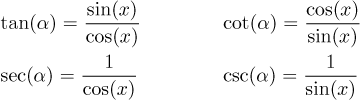 tan(α) = sin(x)/cos(x)    cot(α) = cos(x)/sin(x)
sec(α) = 1/cos(x)    csc(α) = 1/sin(x)